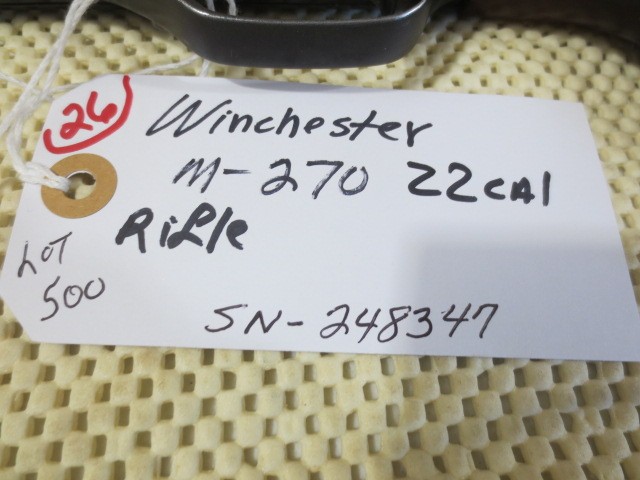 26
Winchester
M-270 22CAl
Rifle
LOT
500
SN-248347